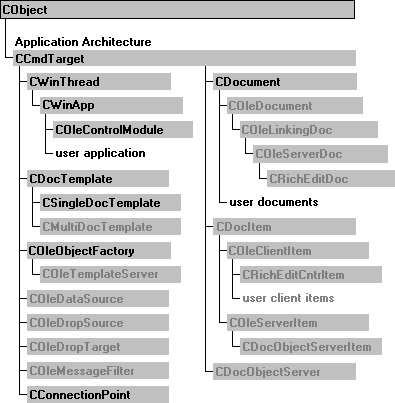 CObject
Application Architecture
CCmdTarget
CWinThread
CWinApp
COleControlModule
user application
CDocTemplate
CSingleDocTemplate
CMultiDocTemplate
COleObjectFactory
COleTemplateServer
COleDataSource
COleDropSource
COleDropTarget
COleMessageFilter
CConnectionPoint
CDocument
COleDocument
COleLinkingDoc
COleServerDoc
CRichEditDoc
user documents
CDocItem
COleClientItem
CRichEditCntrItem
user client items
COleServerItem
CDocObjectServerItem
CDocObjectServer